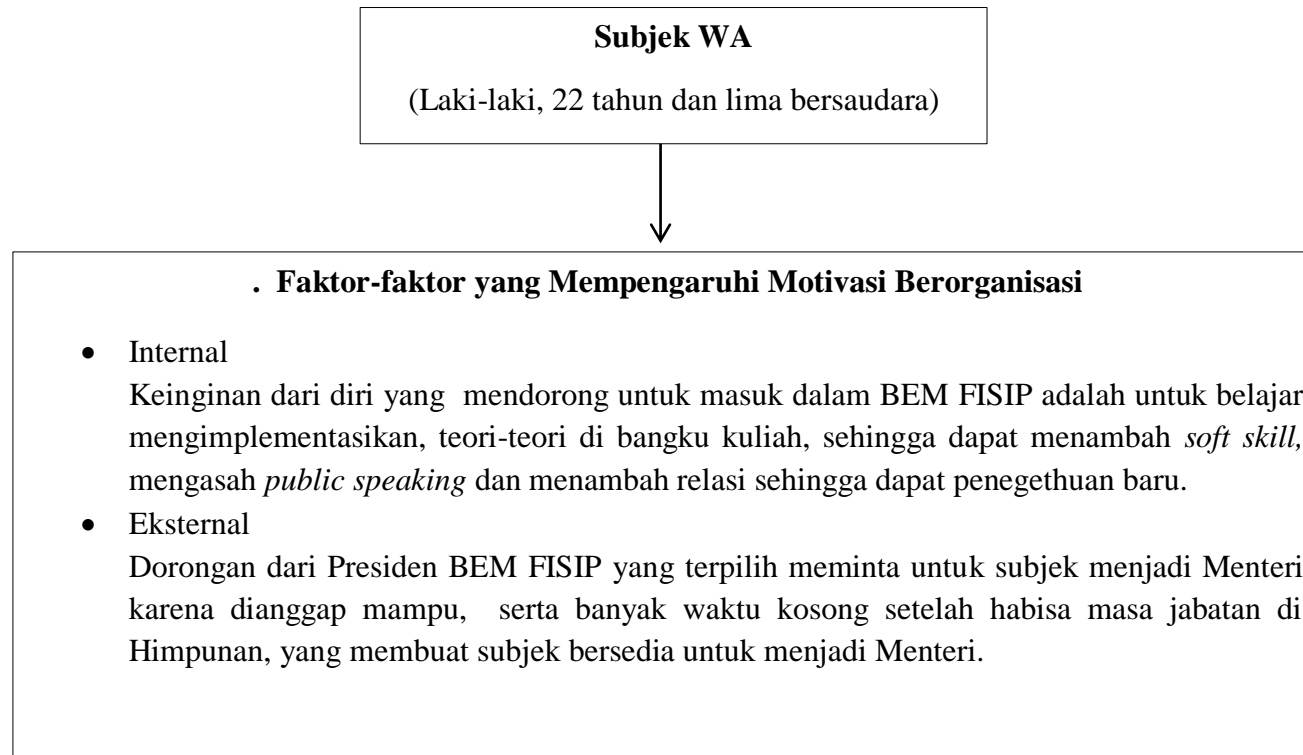 Subjek WA
(Laki-laki, 22 tahun dan lima bersaudara)
. Faktor-faktor yang Mempengaruhi Motivasi Berorganisasi
• Internal
Keinginan dari diri yang mendorong untuk masuk dalam BEM FISIP adalah untuk belajar
mengimplementasikan, teori-teori di bangku kuliah, sehingga dapat menambah soft skill,
mengasah public speaking dan menambah relasi sehingga dapat penegethuan baru.
• Eksternal
Dorongan dari Presiden BEM FISIP yang terpilih meminta untuk subjek menjadi Menteri
karena dianggap mampu, serta banyak waktu kosong setelah habisa masa jabatan di
Himpunan, yang membuat subjek bersedia untuk menjadi Menteri.